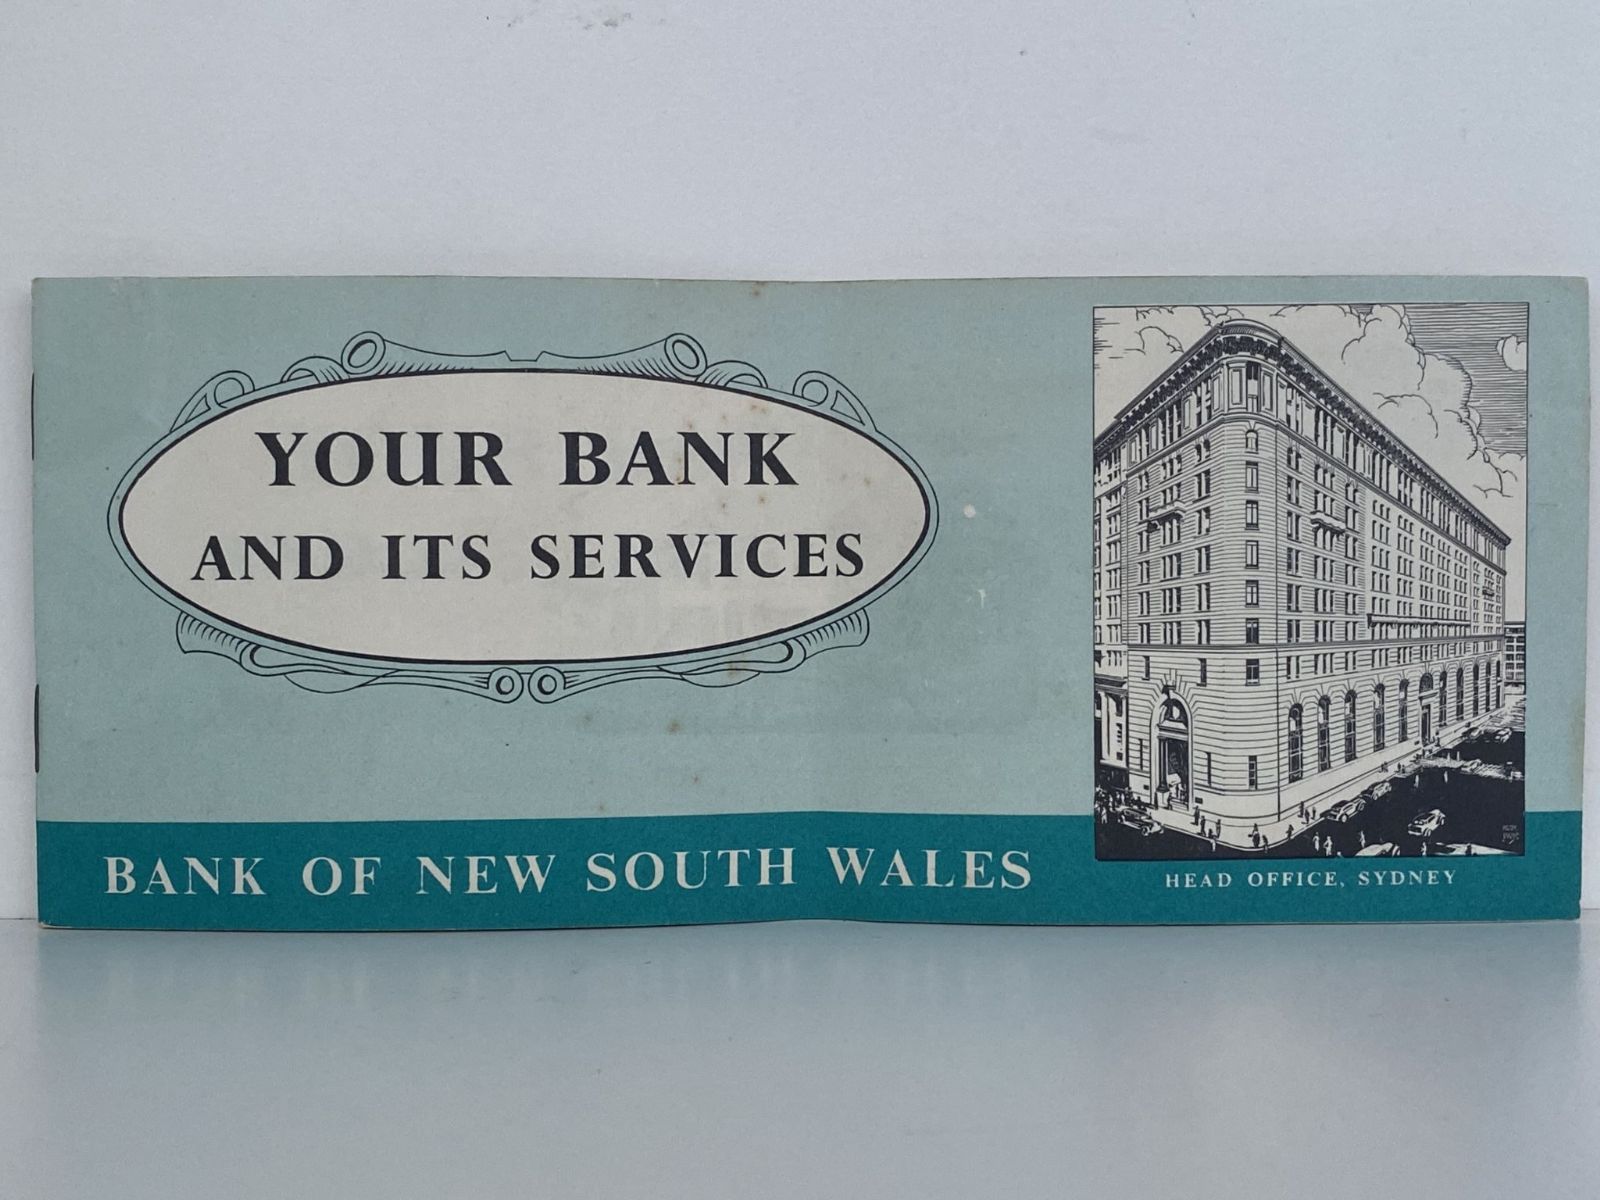 YOUR BANK
AND ITS SERVICES
BANK OF NEW SOUTH WALES
HEAD OFFICE, SYDNEY